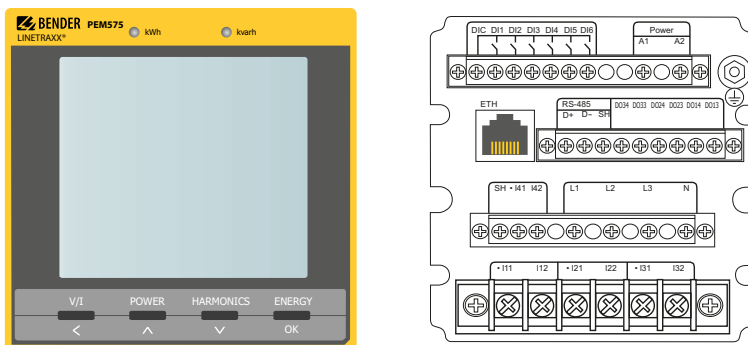 BENDER PEM575
LINETRAXX®
kWh
kvarh
V/I POWER HARMONICS ENERGY
OK
DIC DI1 DI2 DI3 DI4 DI5 DI6
Power
A1 A2
ETH
RS-485
D+ D– SH
DO34 DO33 DO24 DO23 DO14 DO13
SH • I41 I42
L1 L2 L3 N
• I11 I12 • I21 I22 • I31 I32